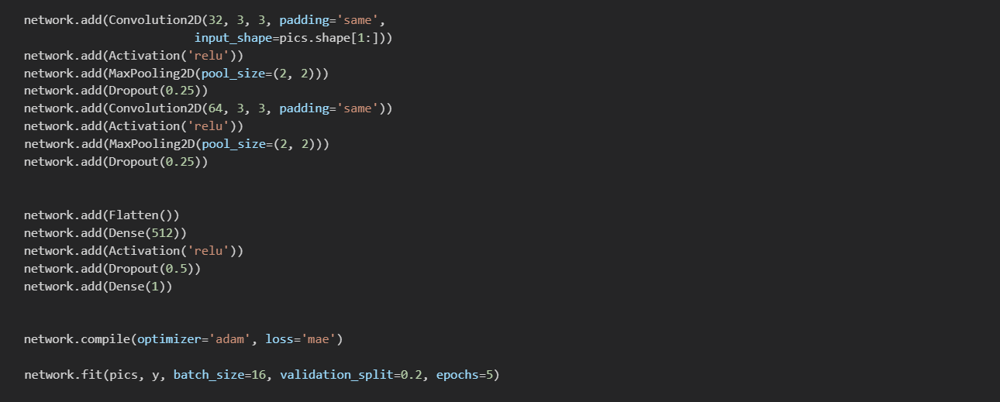 network.add(Convolution2D(32, 3, 3, padding='same',
                        input_shape=pics.shape[1:]))
network.add(Activation('relu'))
network.add(MaxPooling2D(pool_size=(2, 2)))
network.add(Dropout(0.25))
network.add(Convolution2D(64, 3, 3, padding='same'))
network.add(Activation('relu'))
network.add(MaxPooling2D(pool_size=(2, 2)))
network.add(Dropout(0.25))
network.add(Flatten())
network.add(Dense(512))
network.add(Activation('relu'))
network.add(Dropout(0.5))
network.add(Dense(1))
network.compile(optimizer='adam', loss='mae')
network.fit(pics, y, batch_size=16, validation_split=0.2, epochs=5)